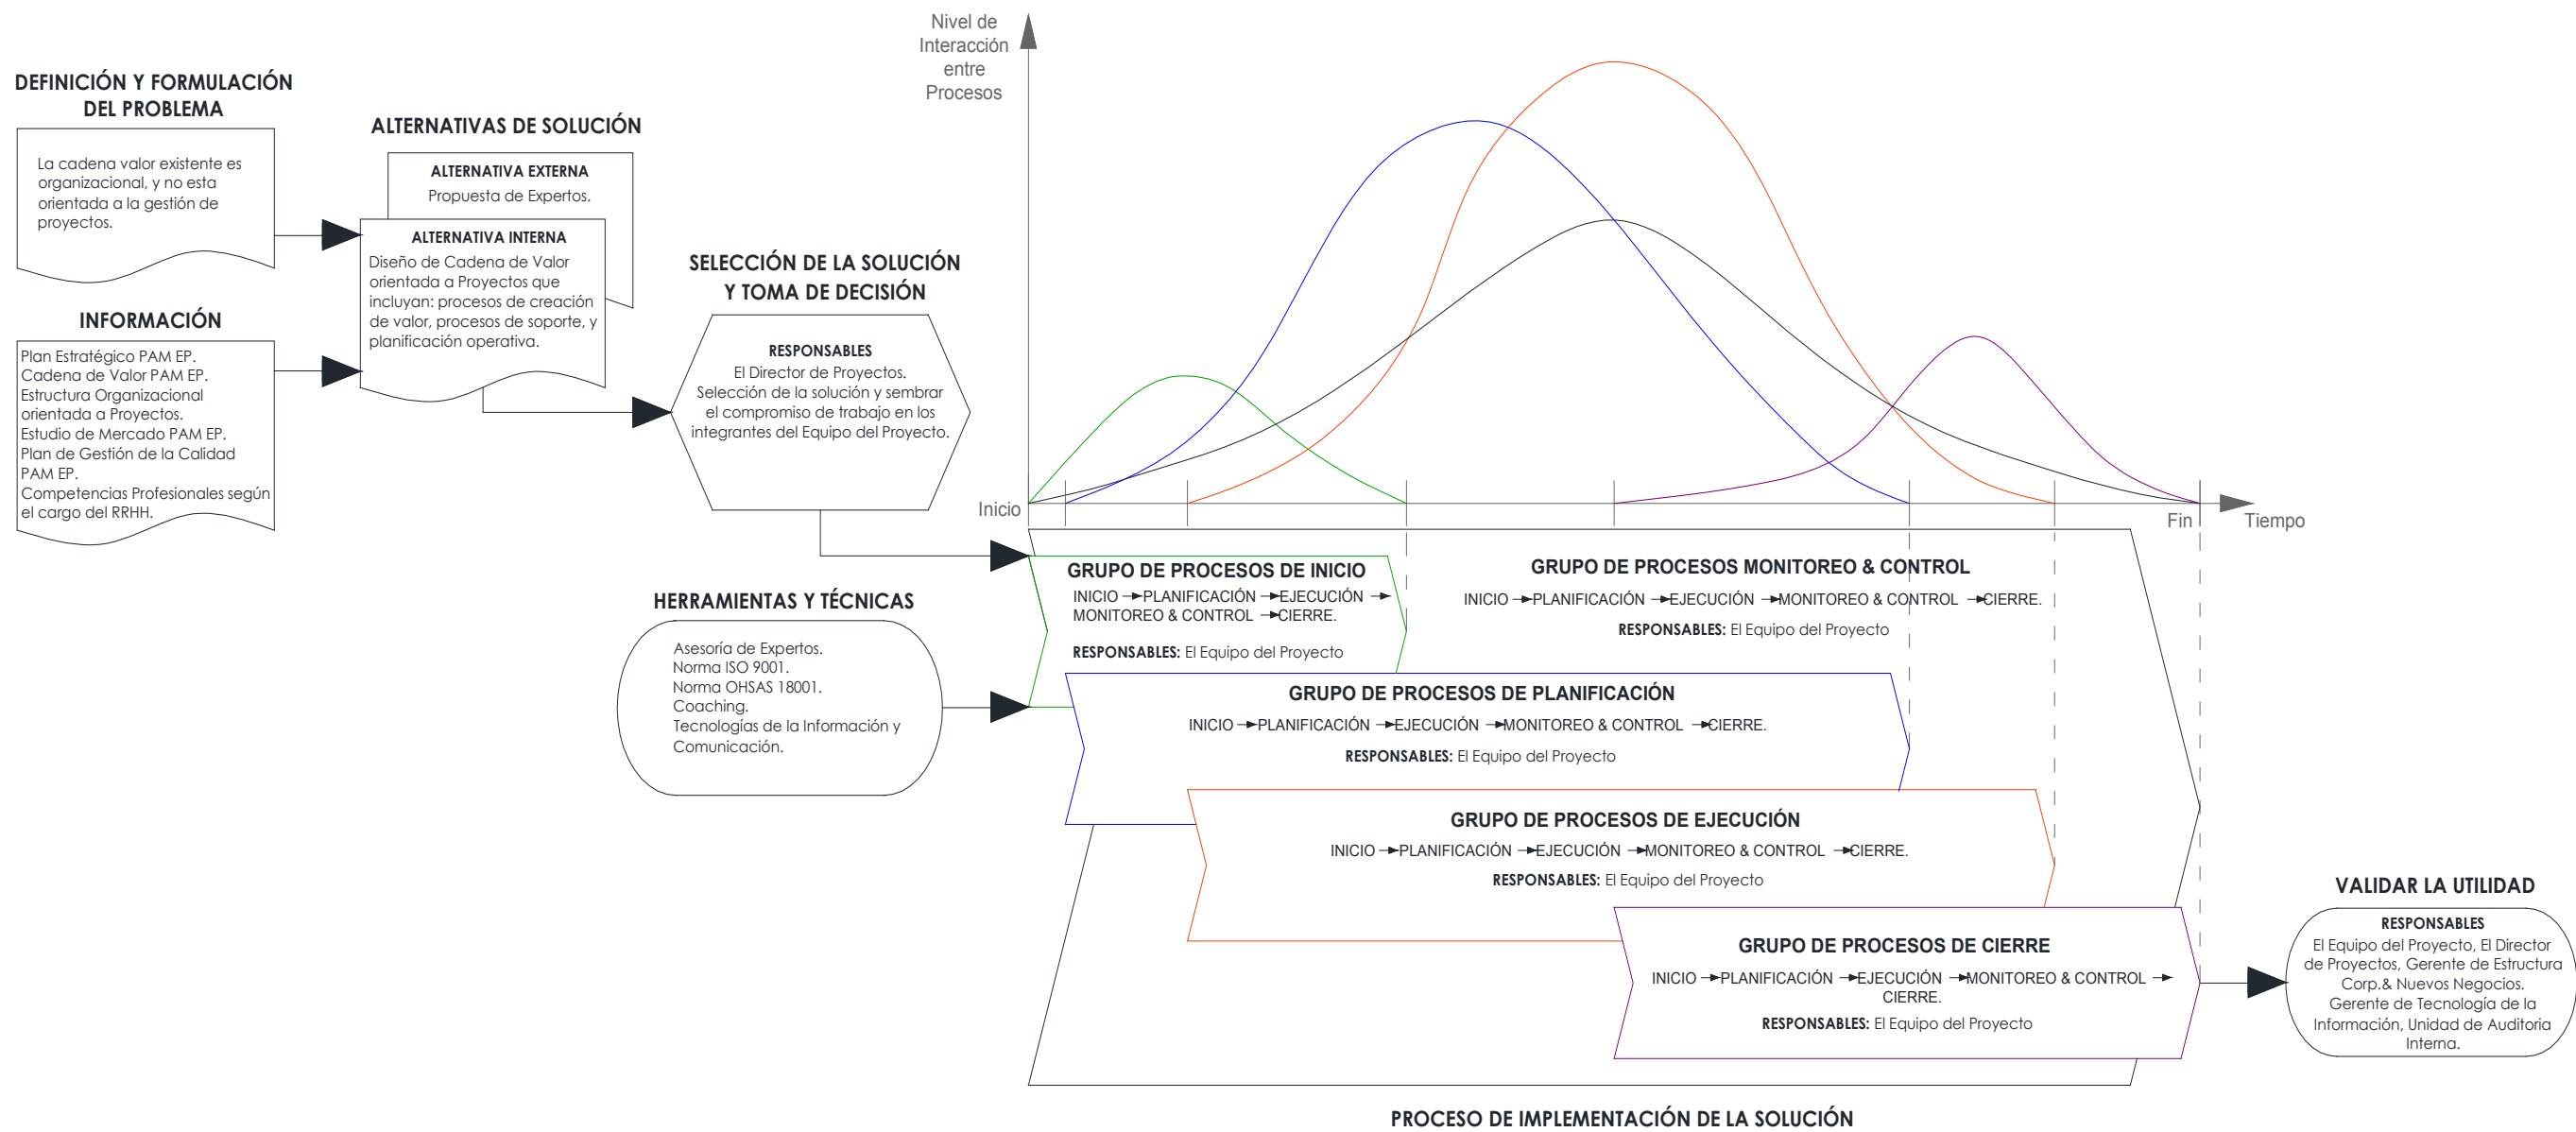 DEFINICIÓN Y FORMULACIÓN
DEL PROBLEMA
La cadena valor existente es
organizacional, y no esta
orientada a la gestión de
proyectos.
INFORMACIÓN
Plan Estratégico PAM EP.
Cadena de Valor PAM EP.
Estructura Organizacional
orientada a Proyectos.
Estudio de Mercado PAM EP.
Plan de Gestión de la Calidad
PAM EP.
Competencias Profesionales según
el cargo del RRHH.
ALTERNATIVAS DE SOLUCIÓN
ALTERNATIVA EXTERNA
Propuesta de Expertos.
ALTERNATIVA INTERNA
Diseño de Cadena de Valor
orientada a Proyectos que
incluyan: procesos de creación
de valor, procesos de soporte, y
planificación operativa.
SELECCIÓN DE LA SOLUCIÓN
Y TOMA DE DECISIÓN
RESPONSABLES
El Director de Proyectos.
Selección de la solución y sembrar
el compromiso de trabajo en los
integrantes del Equipo del Proyecto.
HERRAMIENTAS Y TÉCNICAS
Asesoría de Expertos.
Norma ISO 9001.
Norma OHSAS 18001.
Coaching.
Tecnologías de la Información y
Comunicación.
Nivel de
Interacción
entre
Procesos
Inicio
Fin
Tiempo
GRUPO DE PROCESOS DE INICIO
INICIO PLANIFICACIÓN EJECUCIÓN
MONITOREO & CONTROL CIERRE.
RESPONSABLES: El Equipo del Proyecto
GRUPO DE PROCESOS MONITOREO & CONTROL
INICIO PLANIFICACIÓN EJECUCIÓN MONITOREO & CONTROL CIERRE.
RESPONSABLES: El Equipo del Proyecto
GRUPO DE PROCESOS DE PLANIFICACIÓN
INICIO PLANIFICACIÓN EJECUCIÓN MONITOREO & CONTROL CIERRE.
RESPONSABLES: El Equipo del Proyecto
GRUPO DE PROCESOS DE EJECUCIÓN
INICIO PLANIFICACIÓN EJECUCIÓN MONITOREO & CONTROL CIERRE.
RESPONSABLES: El Equipo del Proyecto
GRUPO DE PROCESOS DE CIERRE
INICIO PLANIFICACIÓN EJECUCIÓN MONITOREO & CONTROL
CIERRE.
RESPONSABLES: El Equipo del Proyecto
VALIDAR LA UTILIDAD
RESPONSABLES
El Equipo del Proyecto, El Director
de Proyectos, Gerente de Estructura
Corp.& Nuevos Negocios.
Gerente de Tecnología de la
Información, Unidad de Auditoria
Interna.
PROCESO DE IMPLEMENTACIÓN DE LA SOLUCIÓN